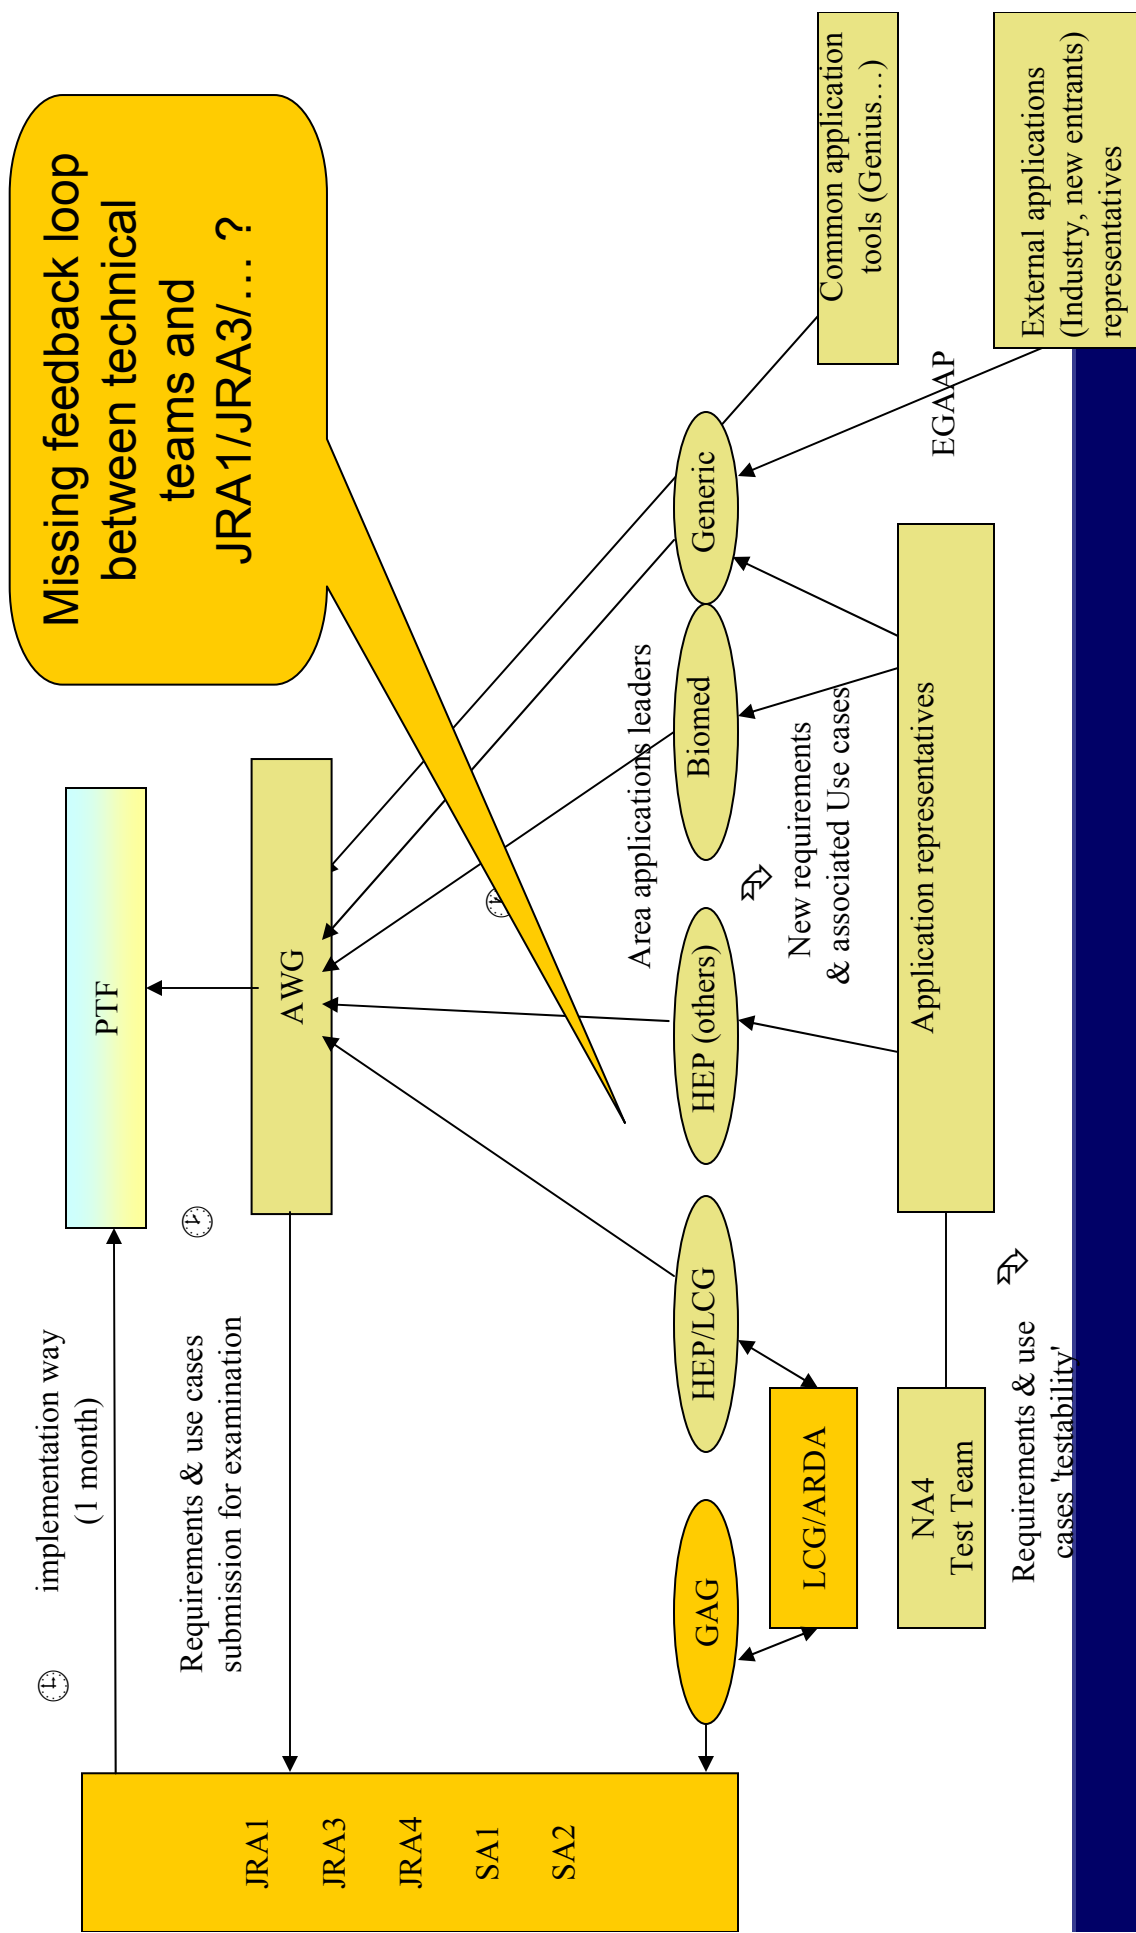 Missing feedback loop
between technical
teams and
JRA1/JRA3/… ?
implementation way
(1 month)
PTF
Requirements & use cases
submission for examination
AWG
JRA1
JRA3
JRA4
SA1
SA2
Area applications leaders
GAG
HEP/LCG
HEP (others)
Biomed
Generic
Common application
tools (Genius…)
LCG/ARDA
New requirements
& associated Use cases
EGAAP
NA4
Test Team
Application representatives
External applications
(Industry, new entrants)
representatives
Requirements & use
cases 'testability'